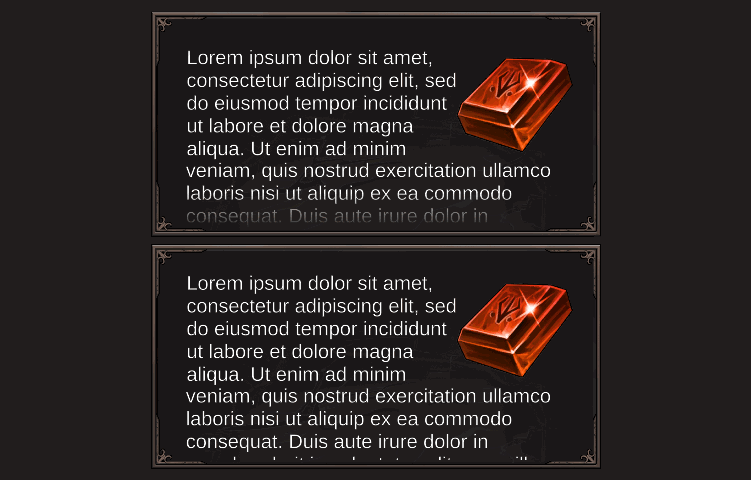 Lorem ipsum dolor sit amet,
consectetur adipiscing elit, sed
do eiusmod tempor incididunt
ut labore et dolore magna
aliqua. Ut enim ad minim
veniam, quis nostrud exercitation ullamco
laboris nisi ut aliquip ex ea commodo
consequat. Duis aute irure dolor in
Lorem ipsum dolor sit amet,
consectetur adipiscing elit, sed
do eiusmod tempor incididunt
ut labore et dolore magna
aliqua. Ut enim ad minim
veniam, quis nostrud exercitation ullamco
laboris nisi ut aliquip ex ea commodo
consequat. Duis aute irure dolor in